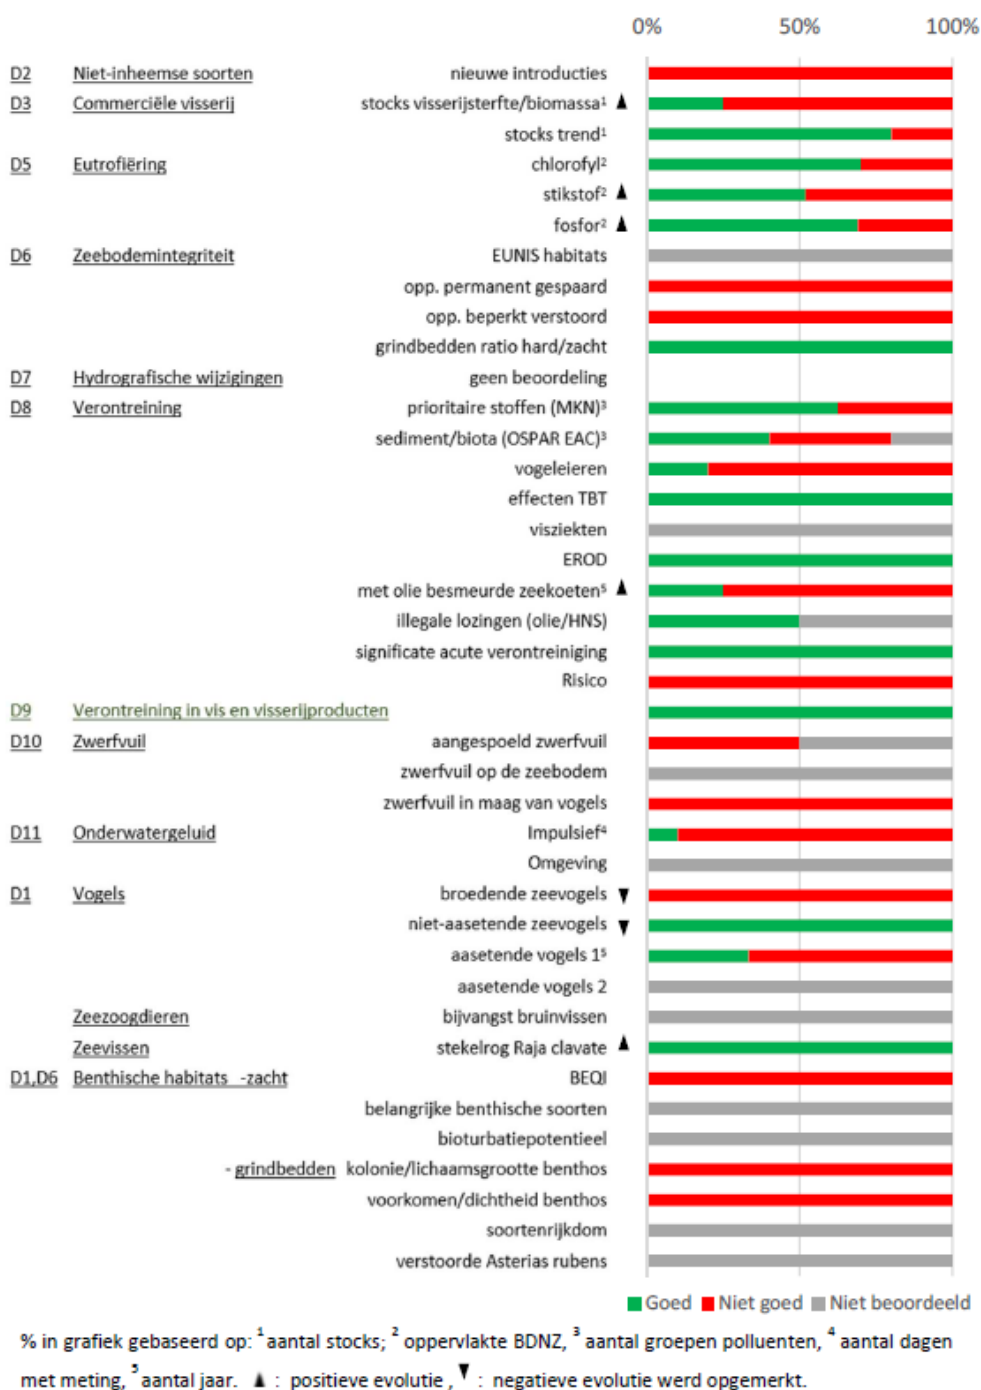 0% 50% 100%
D2 Niet-inheemse soorten nieuwe introducties
D3 Commerciële visserij stocks visserijsterfte/biomassa¹ ▲
stocks trend¹
D5 Eutrofiëring chlorofyl²
stikstof² ▲
fosfor² ▲
D6 Zeebodemintegriteit EUNIS habitats
opp. permanent gespaard
opp. beperkt verstoord
grindbedden ratio hard/zacht
D7 Hydrografische wijzigingen geen beoordeling
D8 Verontreining prioritaire stoffen (MKN)³
sediment/biota (OSPAR EAC)³
vogeleieren
effecten TBT
visziekten
EROD
met olie besmeurde zeekoeten⁵ ▲
illegale lozingen (olie/HNS)
significate acute verontreiniging
Risico
D9 Verontreining in vis en visserijproducten
D10 Zwerfvuil aangespoeld zwerfvuil
zwerfvuil op de zeebodem
zwerfvuil in maag van vogels
D11 Onderwatergeluid Impulsief⁴
Omgeving
D1 Vogels broedende zeevogels ▼
niet-aasetende zeevogels ▼
aasetende vogels 1⁵
aasetende vogels 2
Zeezoogdieren bijvangst bruinvissen
Zeevissen stekelrog Raja clavate ▲
D1,D6 Benthische habitats -zacht BEQI
belangrijke benthische soorten
bioturbatiepotentieel
- grindbedden kolonie/lichaamsgrootte benthos
voorkomen/dichtheid benthos
soortenrijkdom
verstoorde Asterias rubens
Goed Niet goed Niet beoordeeld
% in grafiek gebaseerd op: ¹ aantal stocks; ² oppervlakte BDNZ, ³ aantal groepen polluenten, ⁴ aantal dagen
met meting, ⁵ aantal jaar. ▲ : positieve evolutie , ▼ : negatieve evolutie werd opgemerkt.